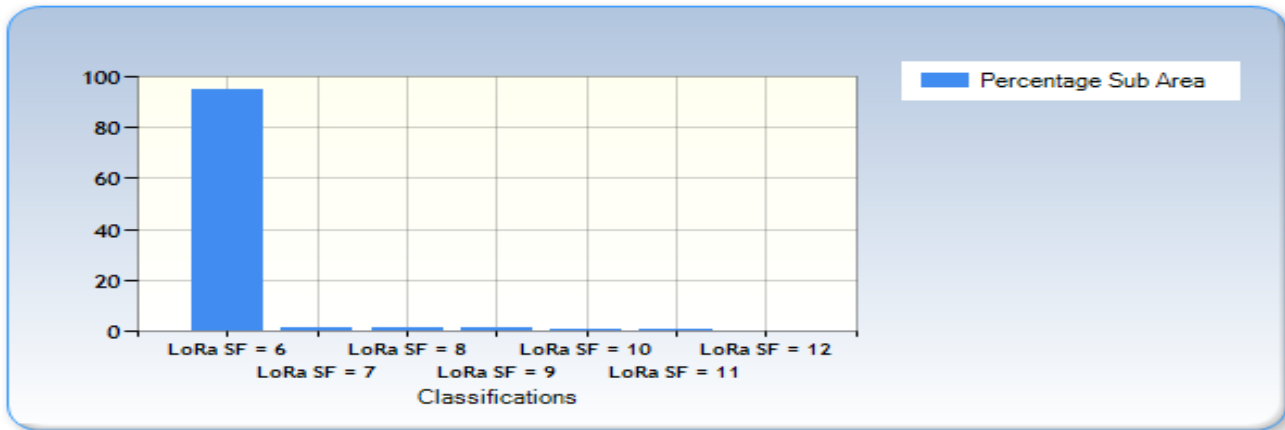 100
80
60
40
20
0
LoRa SF = 6
LoRa SF = 7
LoRa SF = 8
LoRa SF = 9
LoRa SF = 10
LoRa SF = 11
LoRa SF = 12
Classifications
Percentage Sub Area